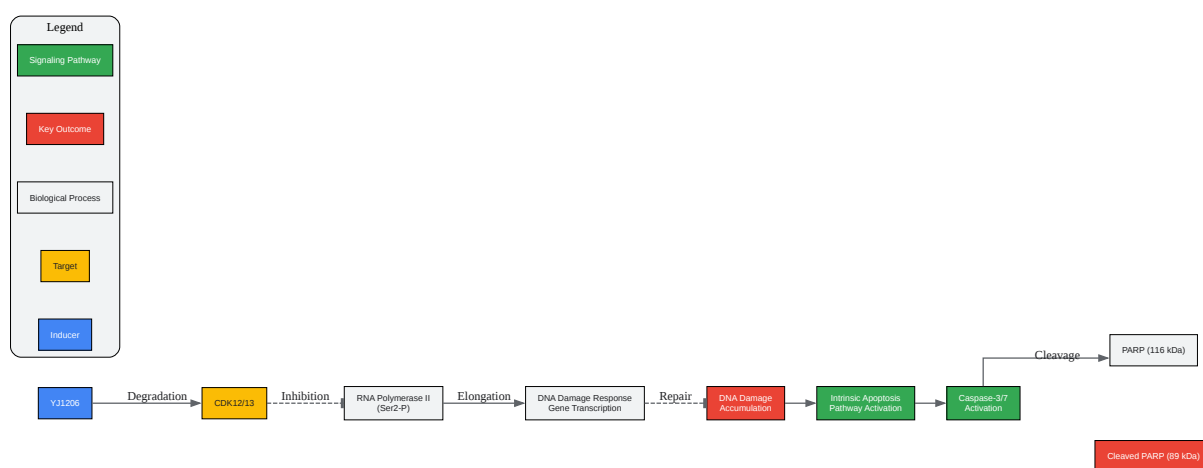 Legend
Signaling Pathway
Key Outcome
Biological Process
Target
Inducer
YJ1206
Degradation
CDK12/13
Inhibition
RNA Polymerase II
(Ser2-P)
Elongation
DNA Damage Response
Gene Transcription
Repair
DNA Damage
Accumulation
Intrinsic Apoptosis
Pathway Activation
Caspase-3/7
Activation
Cleavage
PARP (116 kDa)
Cleaved PARP (89 kDa)